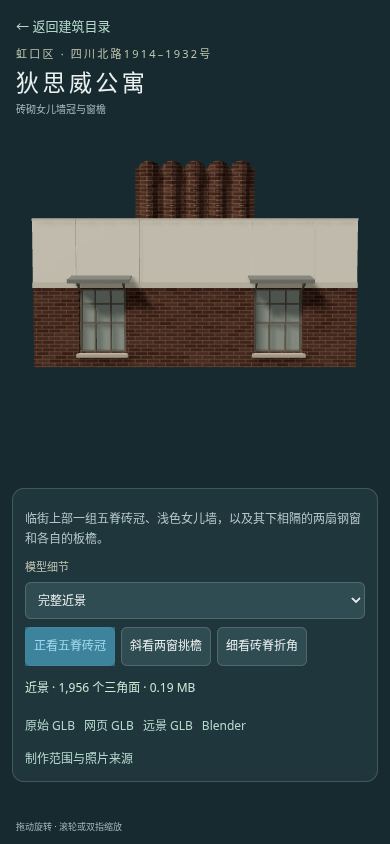 ← 返回建筑目录
虹口区 · 四川北路1914–1932号
狄思威公寓
砖砌女儿墙冠与窗檐
临街上部一组五脊砖冠、浅色女儿墙，以及其下相隔的两扇钢窗
和各自的板檐。
模型细节
完整近景
正看五脊砖冠 斜看两窗挑檐 细看砖脊折角
近景 · 1,956 个三角面 · 0.19 MB
原始 GLB 网页 GLB 远景 GLB Blender
制作范围与照片来源
拖动旋转 · 滚轮或双指缩放